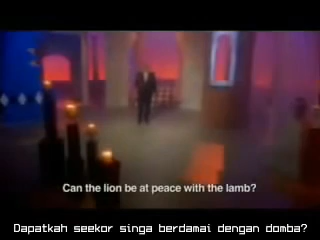 Can the lion be at peace with the lamb?
Dapatkah seekor singa berdamai dengan domba?